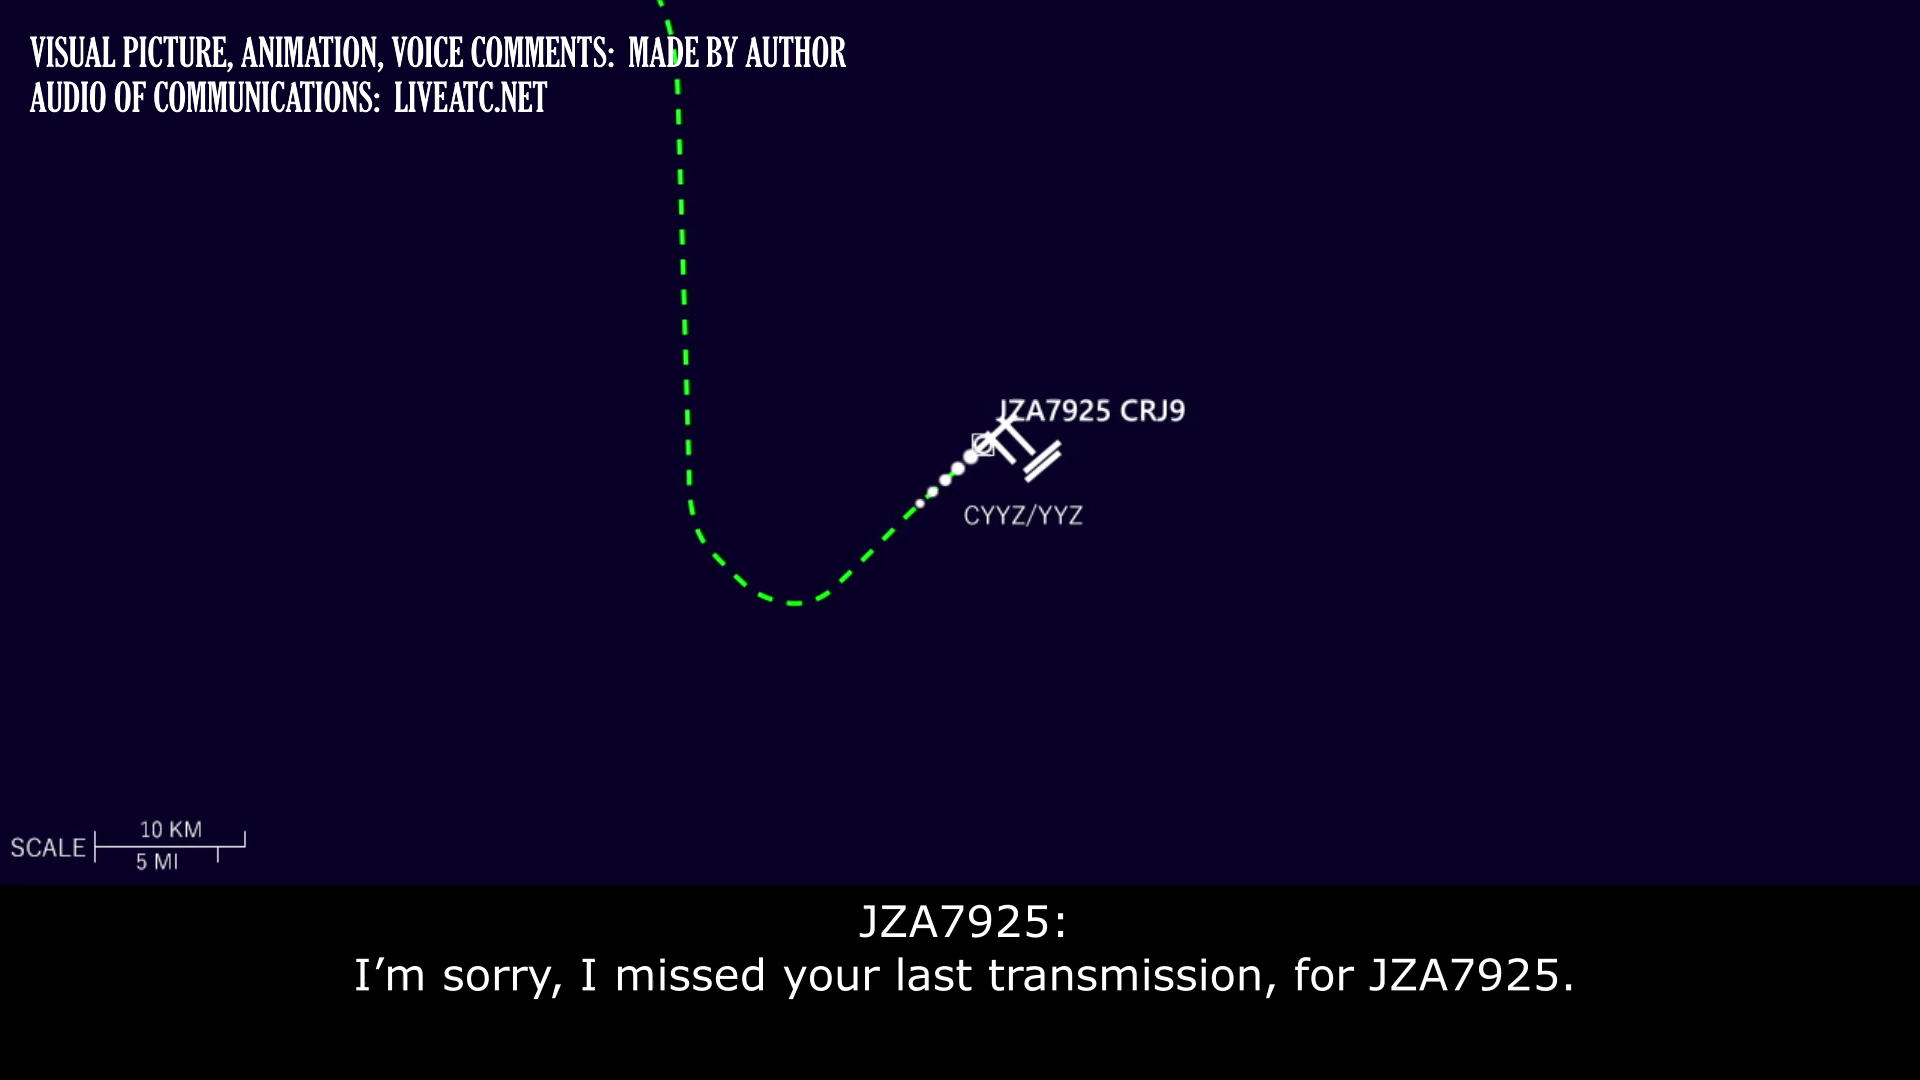 VISUAL PICTURE, ANIMATION, VOICE COMMENTS: MADE BY AUTHOR
AUDIO OF COMMUNICATIONS: LIVEATC.NET
JZA7925 CRJ9
CYYZ/YYZ
10 KM
SCALE
5 MI
JZA7925:
I’m sorry, I missed your last transmission, for JZA7925.